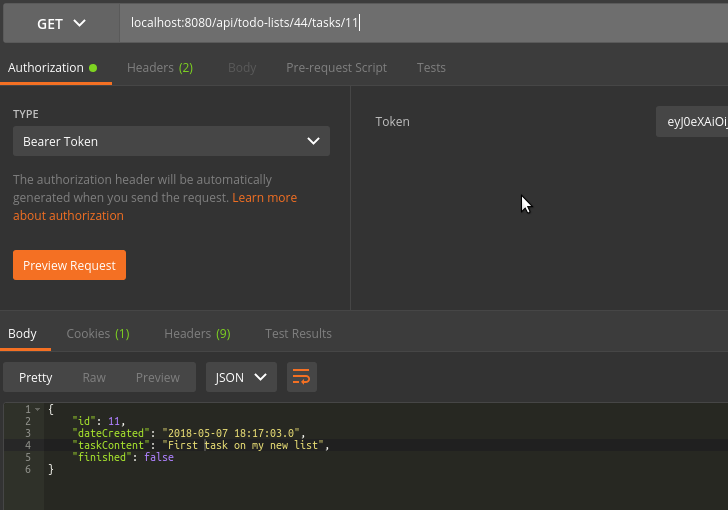 GET localhost:8080/api/todo-lists/44/tasks/11
Authorization Headers (2) Body Pre-request Script Tests
TYPE
Bearer Token
The authorization header will be automatically
generated when you send the request. Learn more
about authorization
Preview Request
Token eyJ0eXAiOiJ
Body Cookies (1) Headers (9) Test Results
Pretty Raw Preview JSON
1 {
2 "id": 11,
3 "dateCreated": "2018-05-07 18:17:03.0",
4 "taskContent": "First task on my new list",
5 "finished": false
6 }